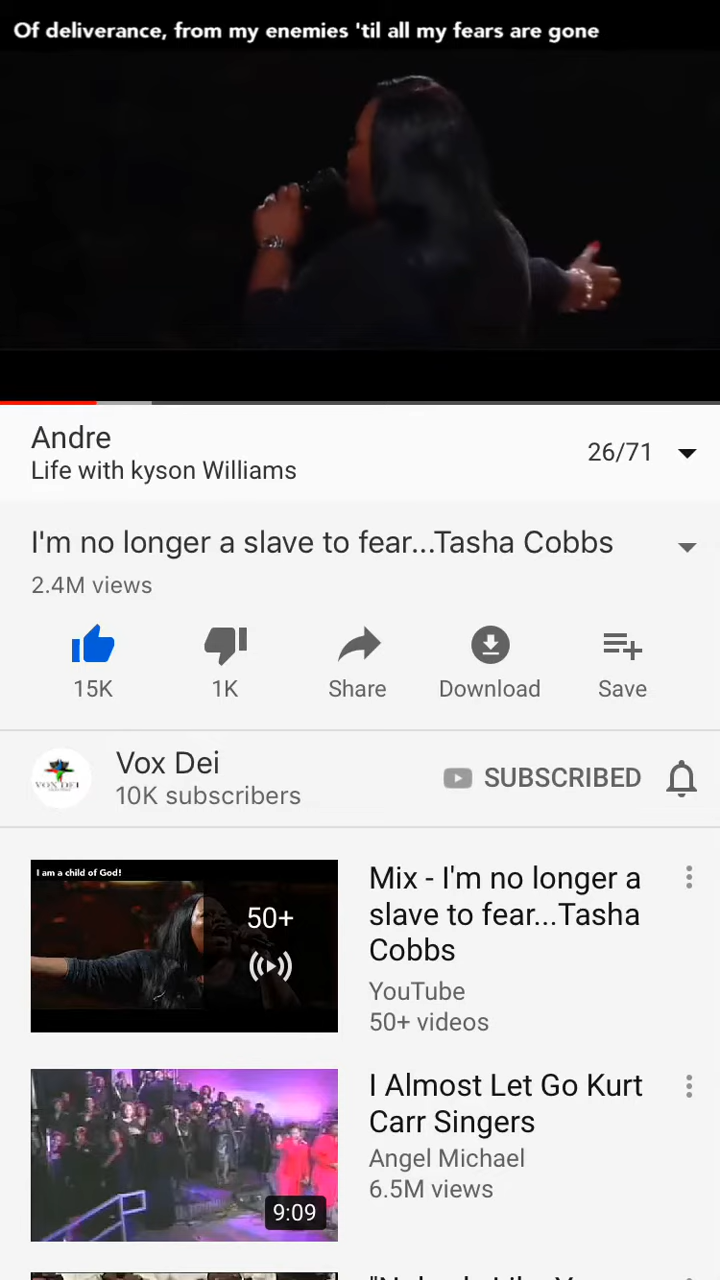 Of deliverance, from my enemies 'til all my fears are gone
Andre
Life with kyson Williams
26/71
I'm no longer a slave to fear...Tasha Cobbs
2.4M views
15K
1K
Share
Download
Save
VOX DEI
Vox Dei
10K subscribers
SUBSCRIBED
I am a child of God!
50+
Mix - I'm no longer a
slave to fear...Tasha
Cobbs
YouTube
50+ videos
9:09
I Almost Let Go Kurt
Carr Singers
Angel Michael
6.5M views